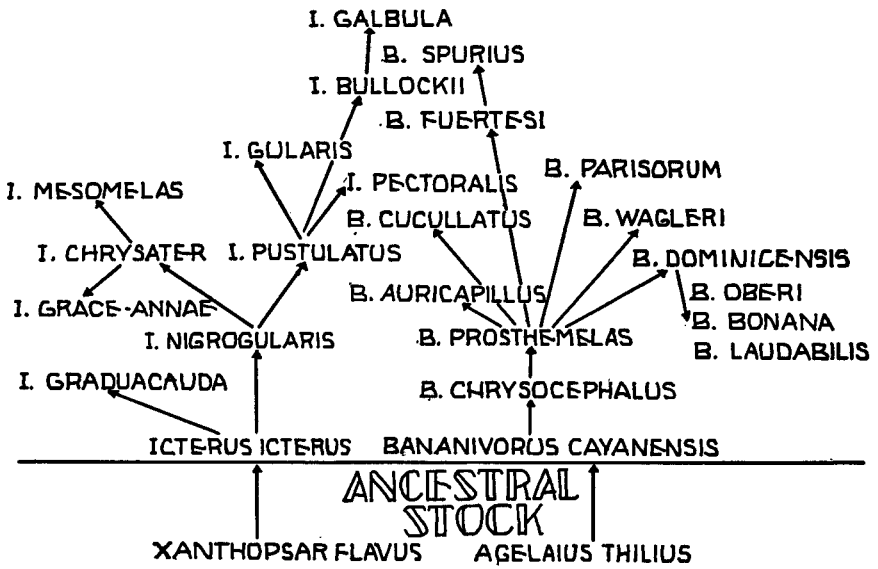 I. GALBULA
B. SPURIUS
I. BULLOCKII
B. FUERTESI
I. GULARIS
B. PARISORUM
I. PECTORALIS
I. MESOMELAS
B. CUCULLATUS
B. WAGLERI
I. CHRYSATER
I. PUSTULATUS
B. DOMINICENSIS
B. AURICAPILLUS
B. OBERI
I. GRACE-ANNAE
B. BONANA
I. NIGROGULARIS
B. PROSTHEMELAS
B. LAUDABILIS
I. GRADUACAUDA
B. CHRYSOCEPHALUS
ICTERUS ICTERUS
BANANIVORUS CAYANENSIS
ANCESTRAL
STOCK
XANTHOPSAR FLAVUS
AGELAIUS THILIUS